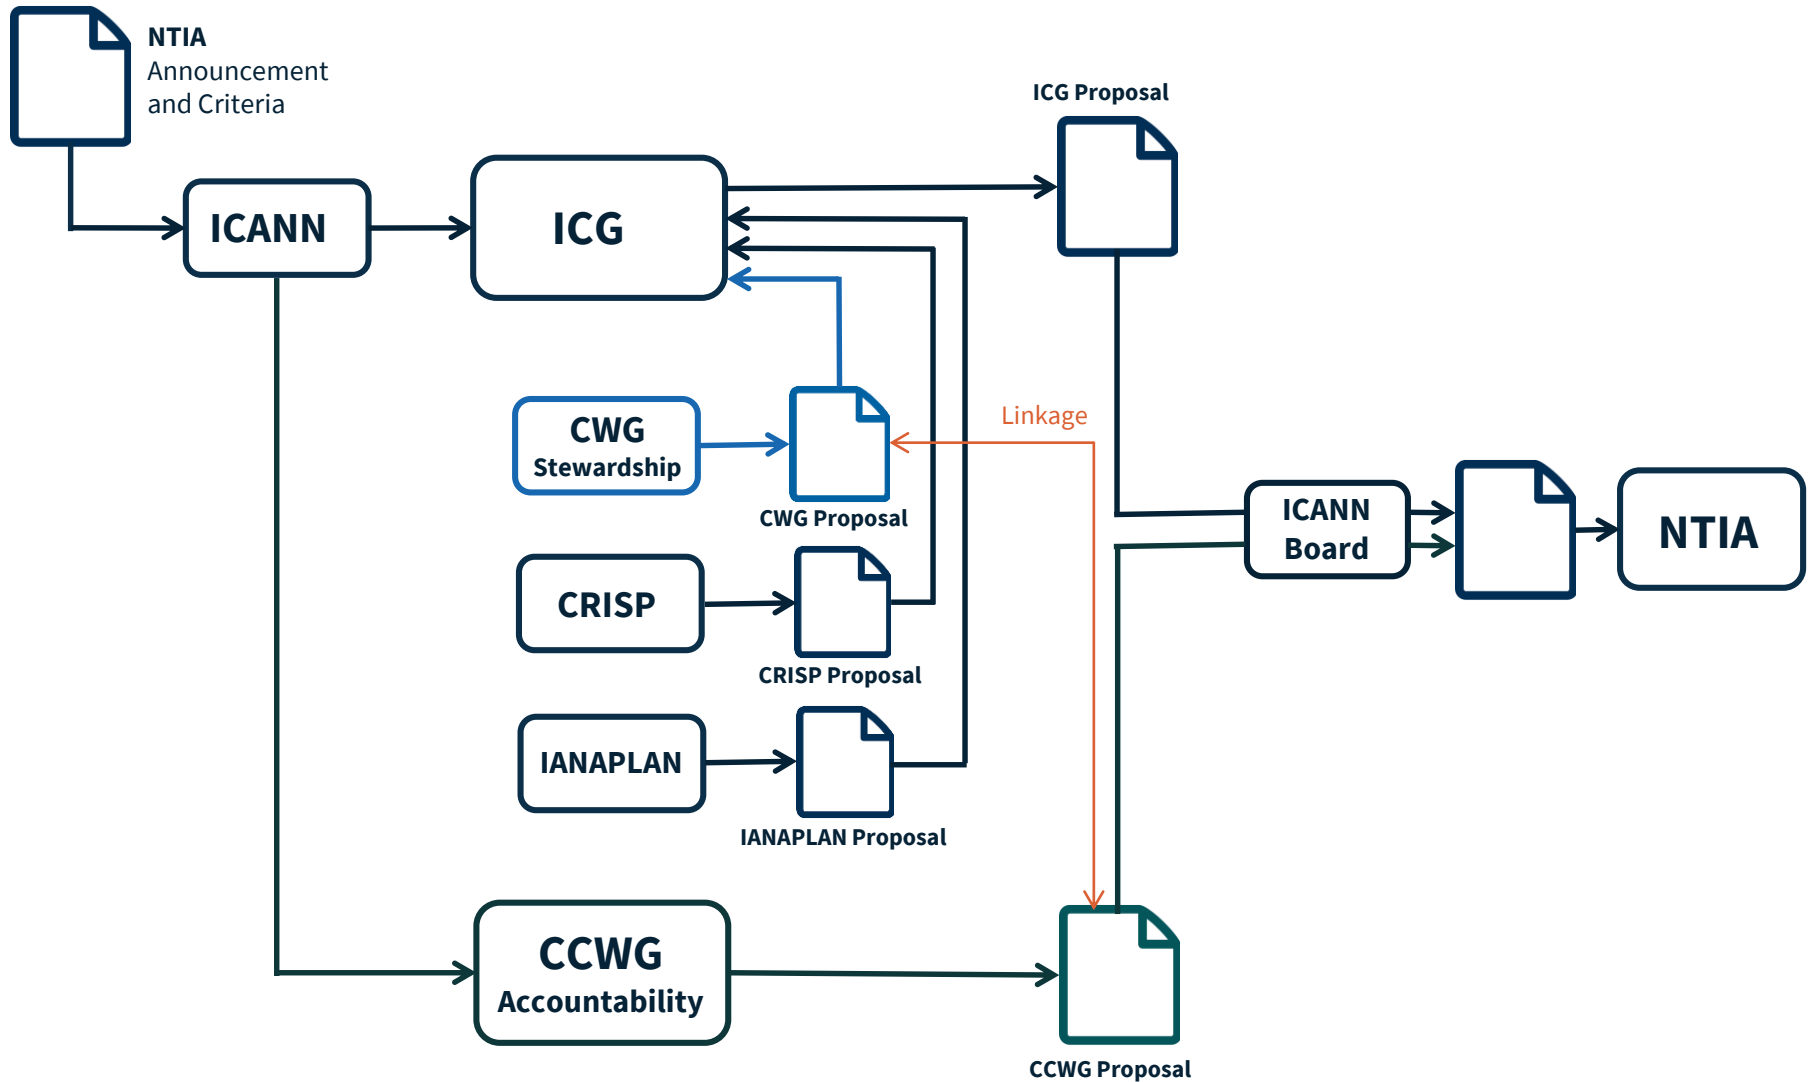 NTIA
Announcement
and Criteria
ICG Proposal
ICANN
ICG
Linkage
CWG
Stewardship
CWG Proposal
ICANN
Board
NTIA
CRISP
CRISP Proposal
IANAPLAN
IANAPLAN Proposal
CCWG
Accountability
CCWG Proposal